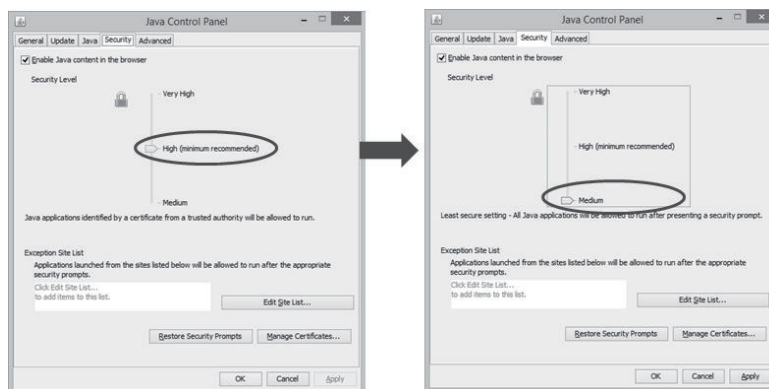 Java Control Panel
General Update Java Security Advanced
Enable Java content in the browser
Security Level
Very High
High (minimum recommended)
Medium
Java applications identified by a certificate from a trusted authority will be allowed to run.
Exception Site List
Applications launched from the sites listed below will be allowed to run after the appropriate
security prompts.
Click Edit Site List...
to add items to this list.
Edit Site List...
Restore Security Prompts Manage Certificates...
OK Cancel Apply
Java Control Panel
General Update Java Security Advanced
Enable Java content in the browser
Security Level
Very High
High (minimum recommended)
Medium
Least secure setting - All Java applications will be allowed to run after presenting a security prompt.
Exception Site List
Applications launched from the sites listed below will be allowed to run after the appropriate
security prompts.
Click Edit Site List...
to add items to this list.
Edit Site List...
Restore Security Prompts Manage Certificates...
OK Cancel Apply